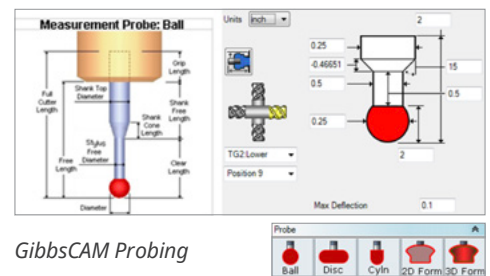 Measurement Probe: Ball
Grip Length
Full Cutter Length
Shank Top Diameter
Shank Free Length
Shank Cone Length
Stylus Free Diameter
Free Length
Clear Length
Diameter
Units inch
2
0.25
-0.46651
15
0.5
0.5
0.25
TG2:Lower
2
Position 9
Max Deflection 0.1
GibbsCAM Probing
Probe
Ball Disc Cyln 2D Form 3D Form